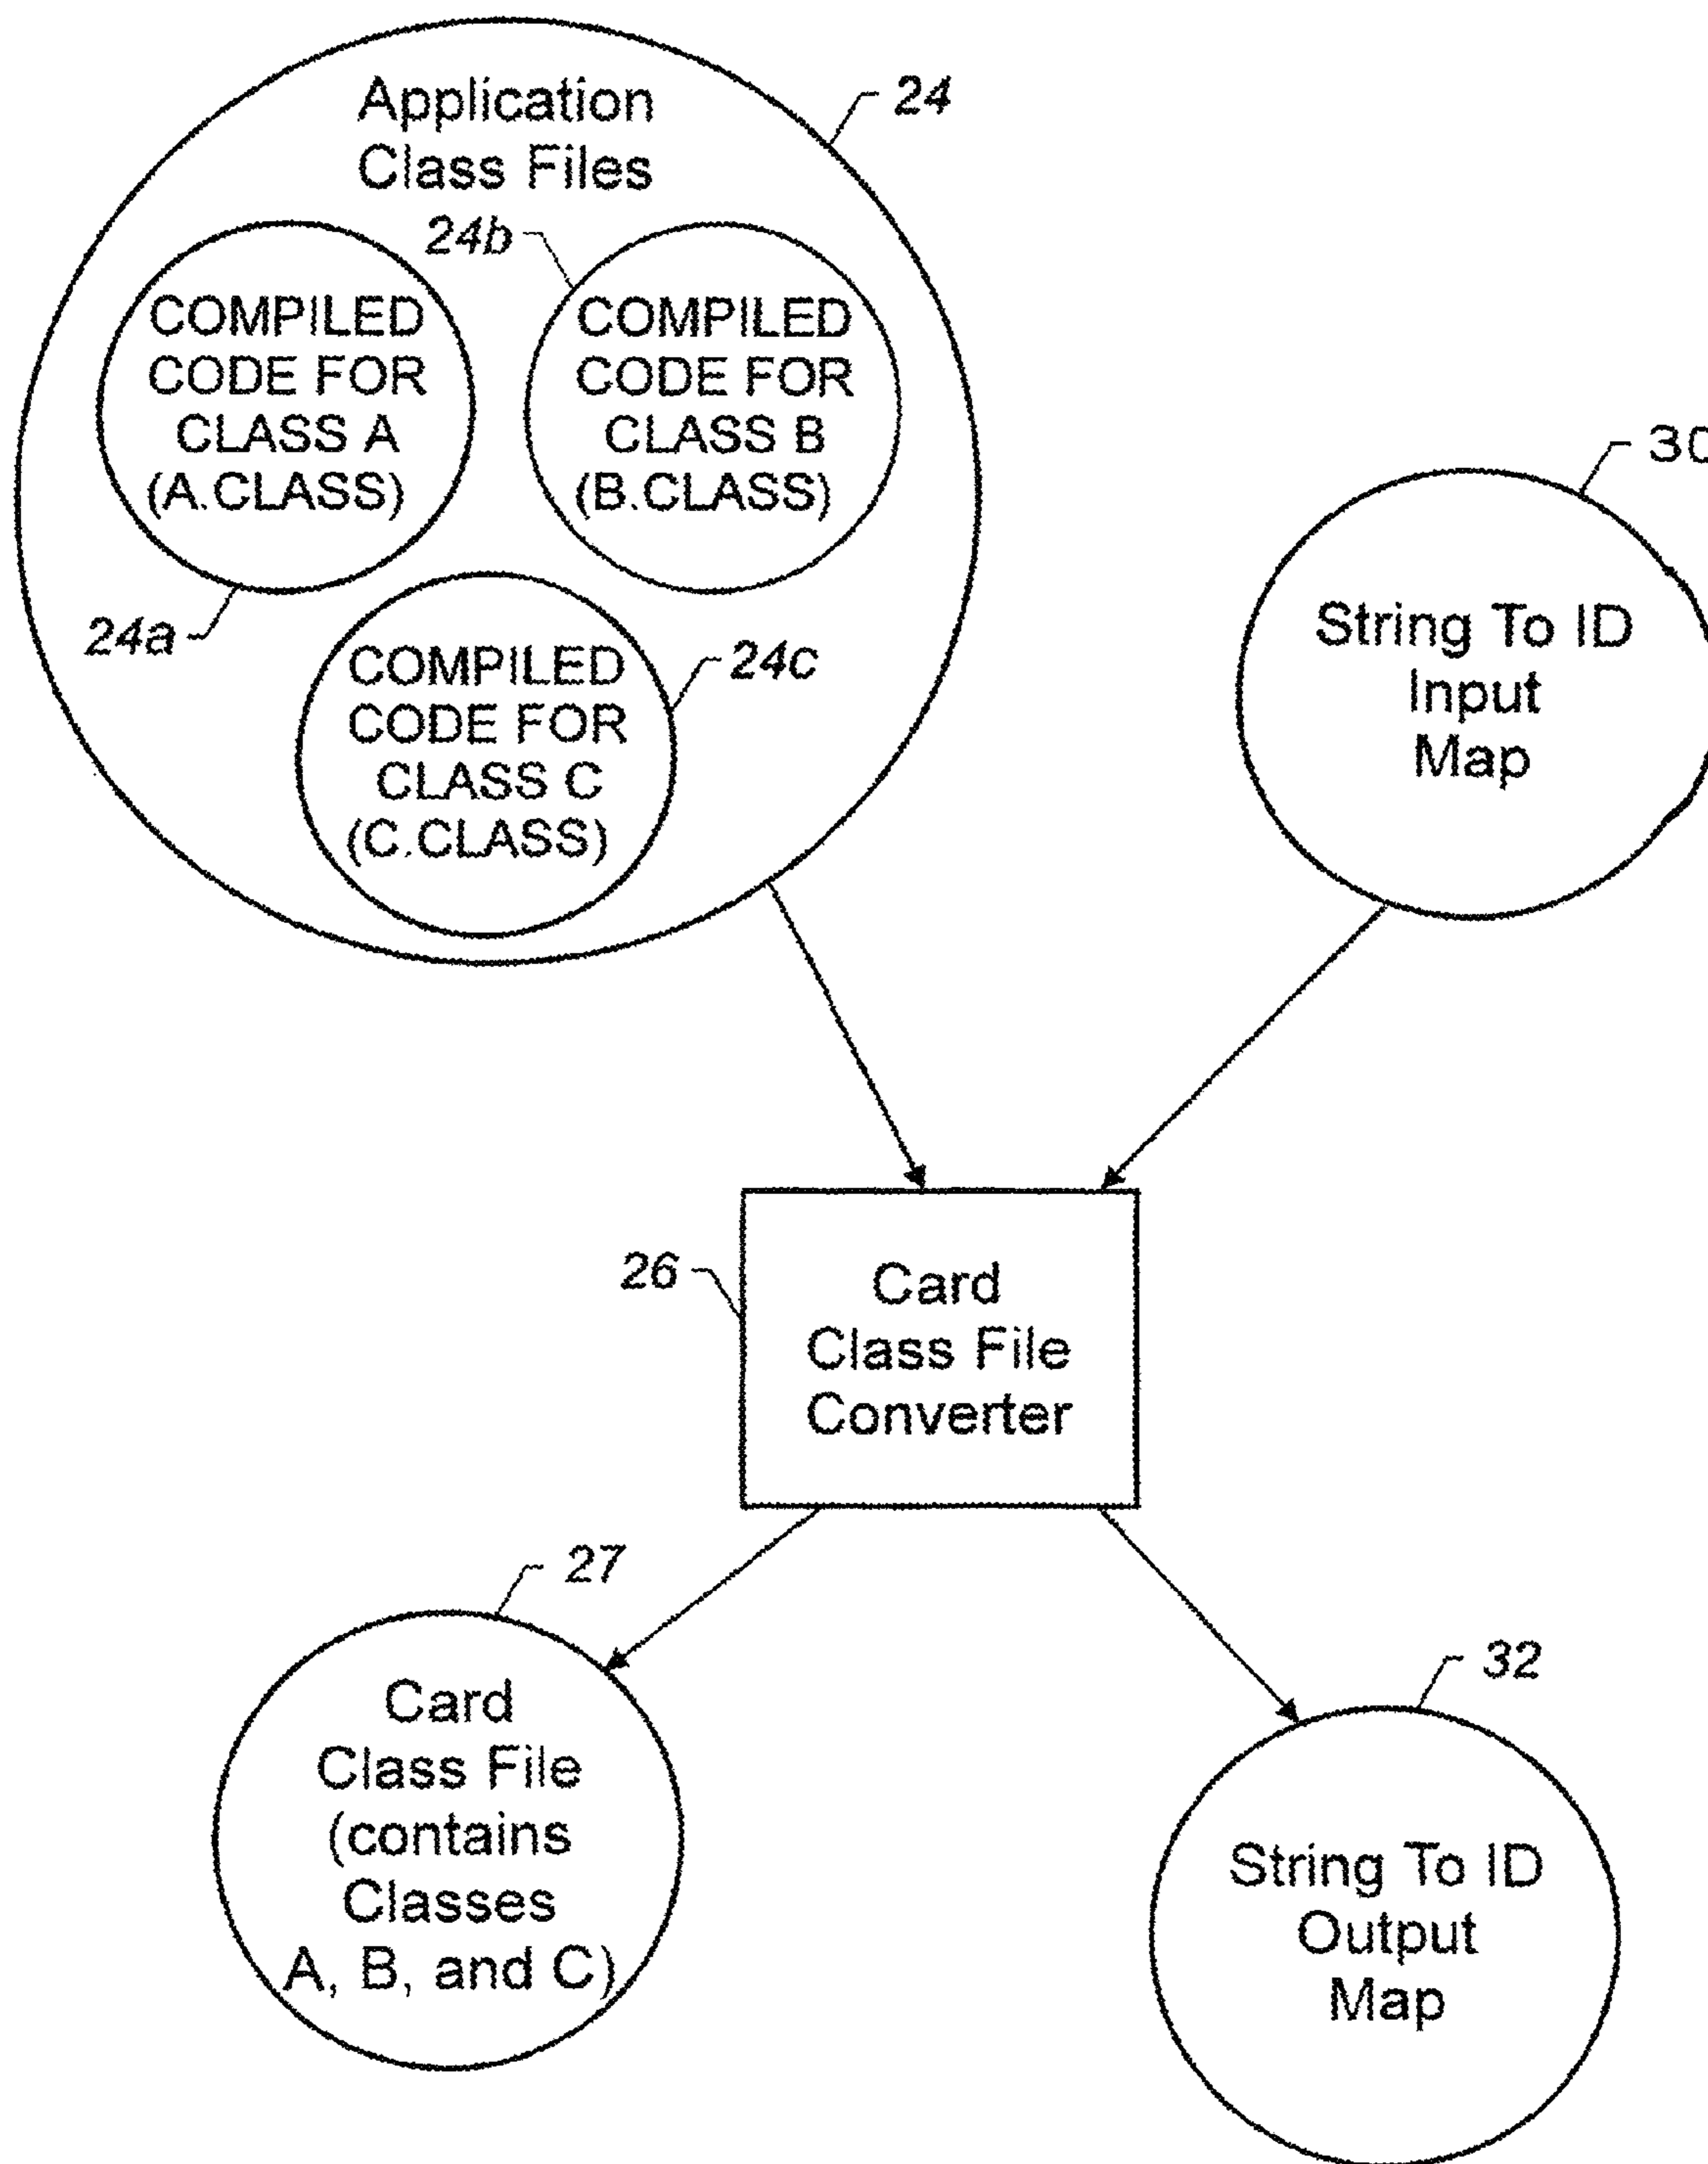 Application
Class Files
24
24b
COMPILED
CODE FOR
CLASS A
(A.CLASS)
COMPILED
CODE FOR
CLASS B
(B.CLASS)
24a
COMPILED
CODE FOR
CLASS C
(C.CLASS)
24c
30
String To ID
Input
Map
26
Card
Class File
Converter
27
Card
Class File
(contains
Classes
A, B, and C)
32
String To ID
Output
Map